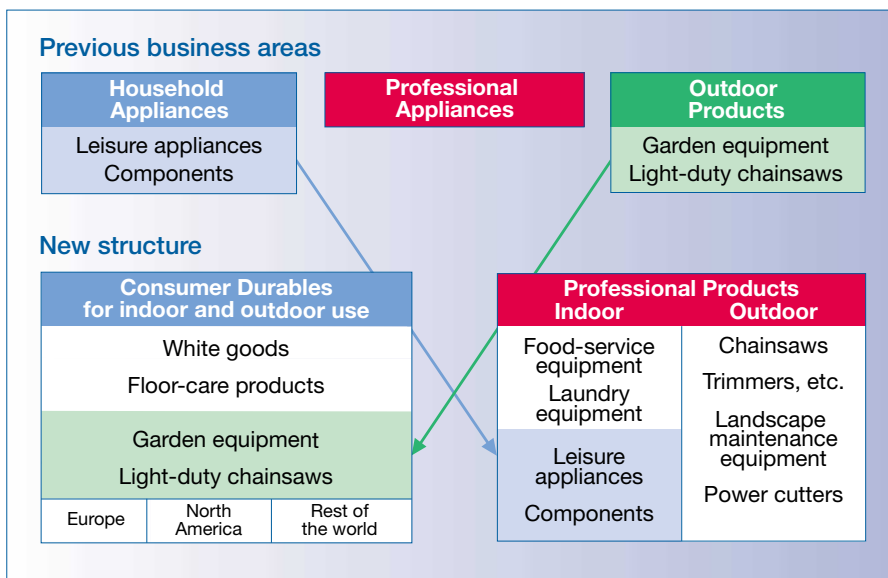 Previous business areas
Household
Appliances
Leisure appliances
Components
Professional
Appliances
Outdoor
Products
Garden equipment
Light-duty chainsaws
New structure
Consumer Durables
for indoor and outdoor use
White goods
Floor-care products
Garden equipment
Light-duty chainsaws
Europe
North
America
Rest of
the world
Professional Products
Indoor
Outdoor
Food-service
equipment
Laundry
equipment
Leisure
appliances
Components
Chainsaws
Trimmers, etc.
Landscape
maintenance
equipment
Power cutters